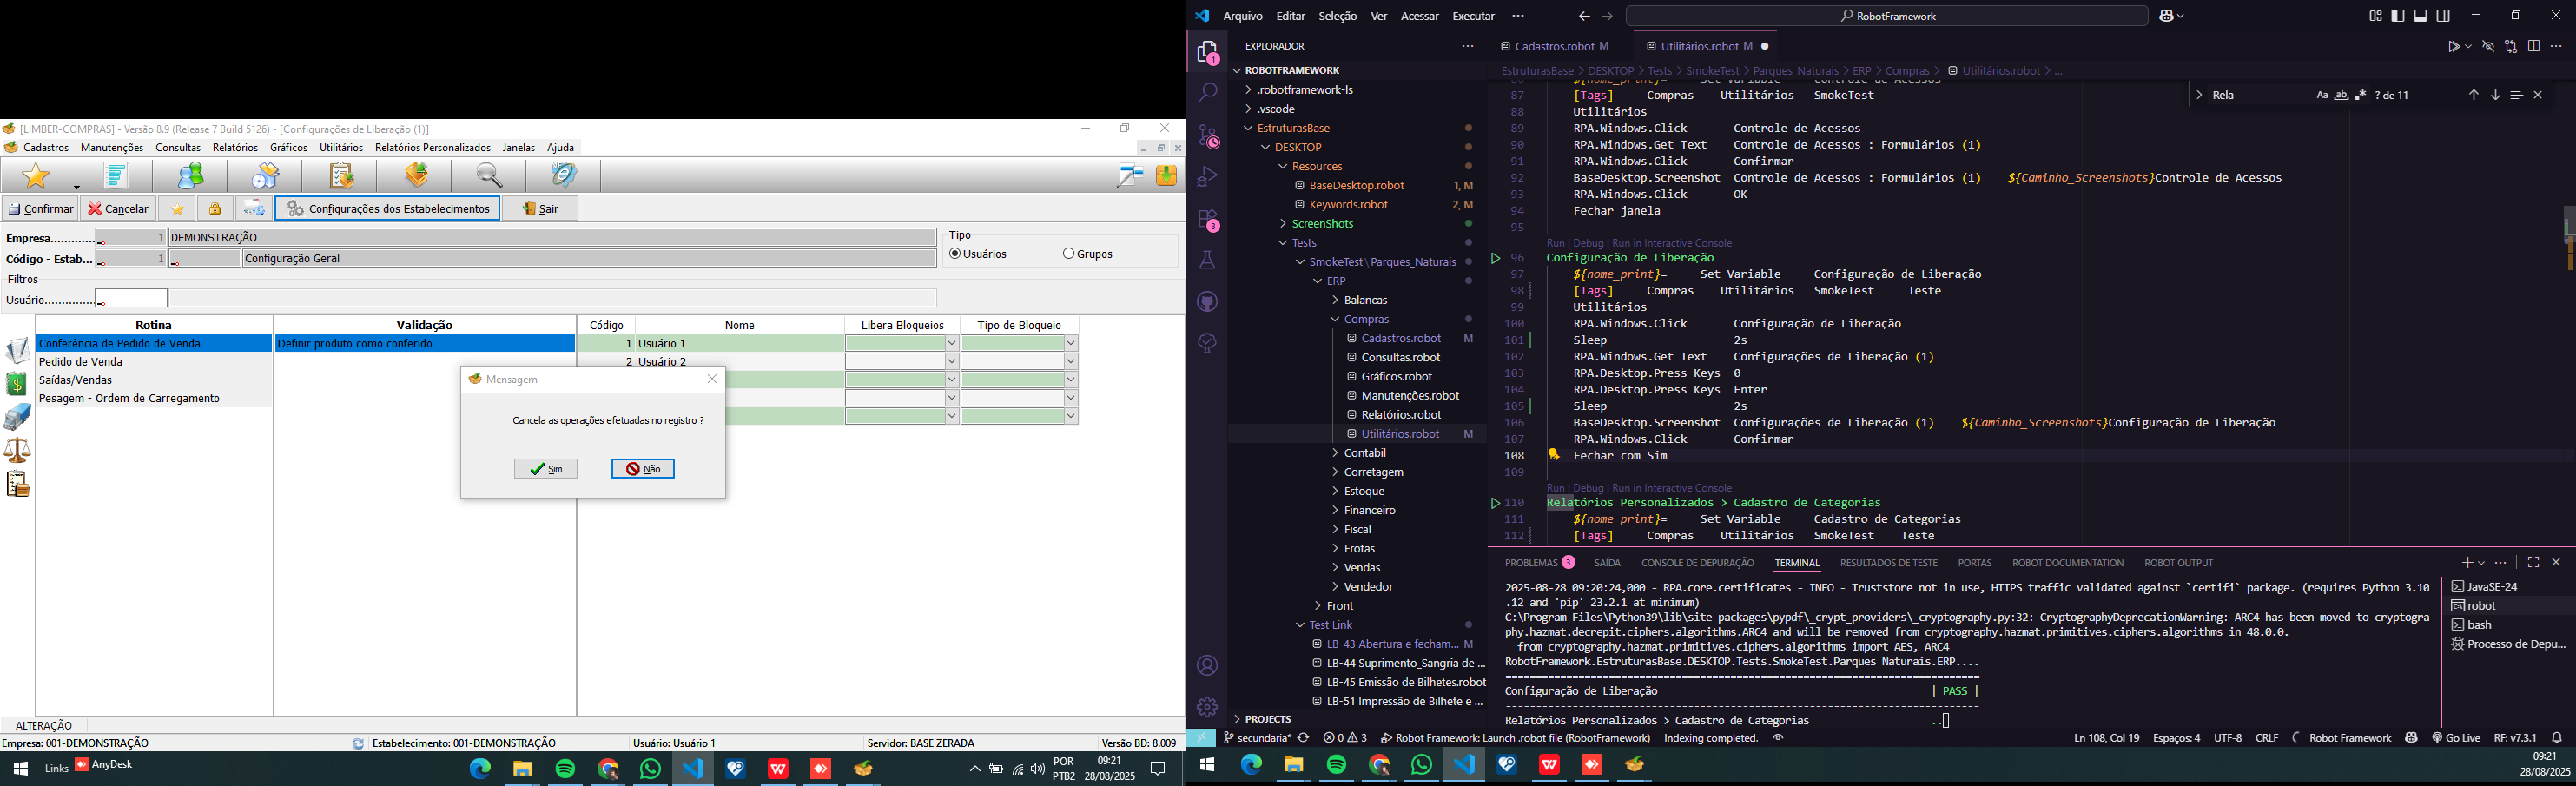 [LIMBER-COMPRAS] - Versão 8.9 (Release 7 Build 5126) - [Configurações de Liberação (1)]
Cadastros Manutenções Consultas Relatórios Gráficos Utilitários Relatórios Personalizados Janelas Ajuda
Confirmar Cancelar Configurações dos Estabelecimentos Sair
Empresa............. 1 DEMONSTRAÇÃO
Código - Estab... 1 Configuração Geral
Tipo
Usuários Grupos
Filtros
Usuário...............
Rotina Validação Código Nome Libera Bloqueios Tipo de Bloqueio
Conferência de Pedido de Venda Definir produto como conferido 1 Usuário 1
Pedido de Venda 2 Usuário 2
Saídas/Vendas
Pesagem - Ordem de Carregamento
Mensagem
Cancela as operações efetuadas no registro ?
Sim Não
ALTERAÇÃO
Empresa: 001-DEMONSTRAÇÃO Estabelecimento: 001-DEMONSTRAÇÃO Usuário: Usuário 1 Servidor: BASE ZERADA Versão BD: 8.009
Links AnyDesk POR PTB2 09:21 28/08/2025
Arquivo Editar Seleção Ver Acessar Executar ··· RobotFramework
EXPLORADOR
ROBOTFRAMEWORK
.robotframework-ls
.vscode
EstruturasBase
DESKTOP
Resources
BaseDesktop.robot 1, M
Keywords.robot 2, M
ScreenShots
Tests
SmokeTest\Parques_Naturais
ERP
Balancas
Compras
Cadastros.robot M
Consultas.robot
Gráficos.robot
Manutenções.robot
Relatórios.robot
Utilitários.robot M
Contabil
Corretagem
Estoque
Financeiro
Fiscal
Frotas
Vendas
Vendedor
Front
Test Link
LB-43 Abertura e fecham... M
LB-44 Suprimento_Sangria de ...
LB-45 Emissão de Bilhetes.robot
LB-51 Impressão de Bilhete e ...
PROJECTS
Cadastros.robot M Utilitários.robot M
EstruturasBase > DESKTOP > Tests > SmokeTest > Parques_Naturais > ERP > Compras > Utilitários.robot > ...
Rela Aa ab .* ? de 11
86 ${nome_print}= Set Variable Controle de Acessos
87 [Tags] Compras Utilitários SmokeTest
88 Utilitários
89 RPA.Windows.Click Controle de Acessos
90 RPA.Windows.Get Text Controle de Acessos : Formulários (1)
91 RPA.Windows.Click Confirmar
92 BaseDesktop.Screenshot Controle de Acessos : Formulários (1) ${Caminho_Screenshots}Controle de Acessos
93 RPA.Windows.Click OK
94 Fechar janela
95
Run | Debug | Run in Interactive Console
96 Configuração de Liberação
97 ${nome_print}= Set Variable Configuração de Liberação
98 [Tags] Compras Utilitários SmokeTest Teste
99 Utilitários
100 RPA.Windows.Click Configuração de Liberação
101 Sleep 2s
102 RPA.Windows.Get Text Configurações de Liberação (1)
103 RPA.Desktop.Press Keys 0
104 RPA.Desktop.Press Keys Enter
105 Sleep 2s
106 BaseDesktop.Screenshot Configurações de Liberação (1) ${Caminho_Screenshots}Configuração de Liberação
107 RPA.Windows.Click Confirmar
108 Fechar com Sim
109
Run | Debug | Run in Interactive Console
110 Relatórios Personalizados > Cadastro de Categorias
111 ${nome_print}= Set Variable Cadastro de Categorias
112 [Tags] Compras Utilitários SmokeTest Teste
PROBLEMAS 3 SAÍDA CONSOLE DE DEPURAÇÃO TERMINAL RESULTADOS DE TESTE PORTAS ROBOT DOCUMENTATION ROBOT OUTPUT
2025-08-28 09:20:24,000 - RPA.core.certificates - INFO - Truststore not in use, HTTPS traffic validated against `certifi` package. (requires Python 3.10
.12 and 'pip' 23.2.1 at minimum)
C:\Program Files\Python39\lib\site-packages\pypdf\_crypt_providers\_cryptography.py:32: CryptographyDeprecationWarning: ARC4 has been moved to cryptogra
phy.hazmat.decrepit.ciphers.algorithms.ARC4 and will be removed from cryptography.hazmat.primitives.ciphers.algorithms in 48.0.0.
from cryptography.hazmat.primitives.ciphers.algorithms import AES, ARC4
RobotFramework.EstruturasBase.DESKTOP.Tests.SmokeTest.Parques Naturais.ERP....
==============================================================================
Configuração de Liberação | PASS |
------------------------------------------------------------------------------
Relatórios Personalizados > Cadastro de Categorias ..
JavaSE-24
robot
bash
Processo de Depu...
secundaria* 0 3 Robot Framework: Launch .robot file (RobotFramework) Indexing completed. Ln 108, Col 19 Espaços: 4 UTF-8 CRLF Robot Framework Go Live RF: v7.3.1
09:21
28/08/2025